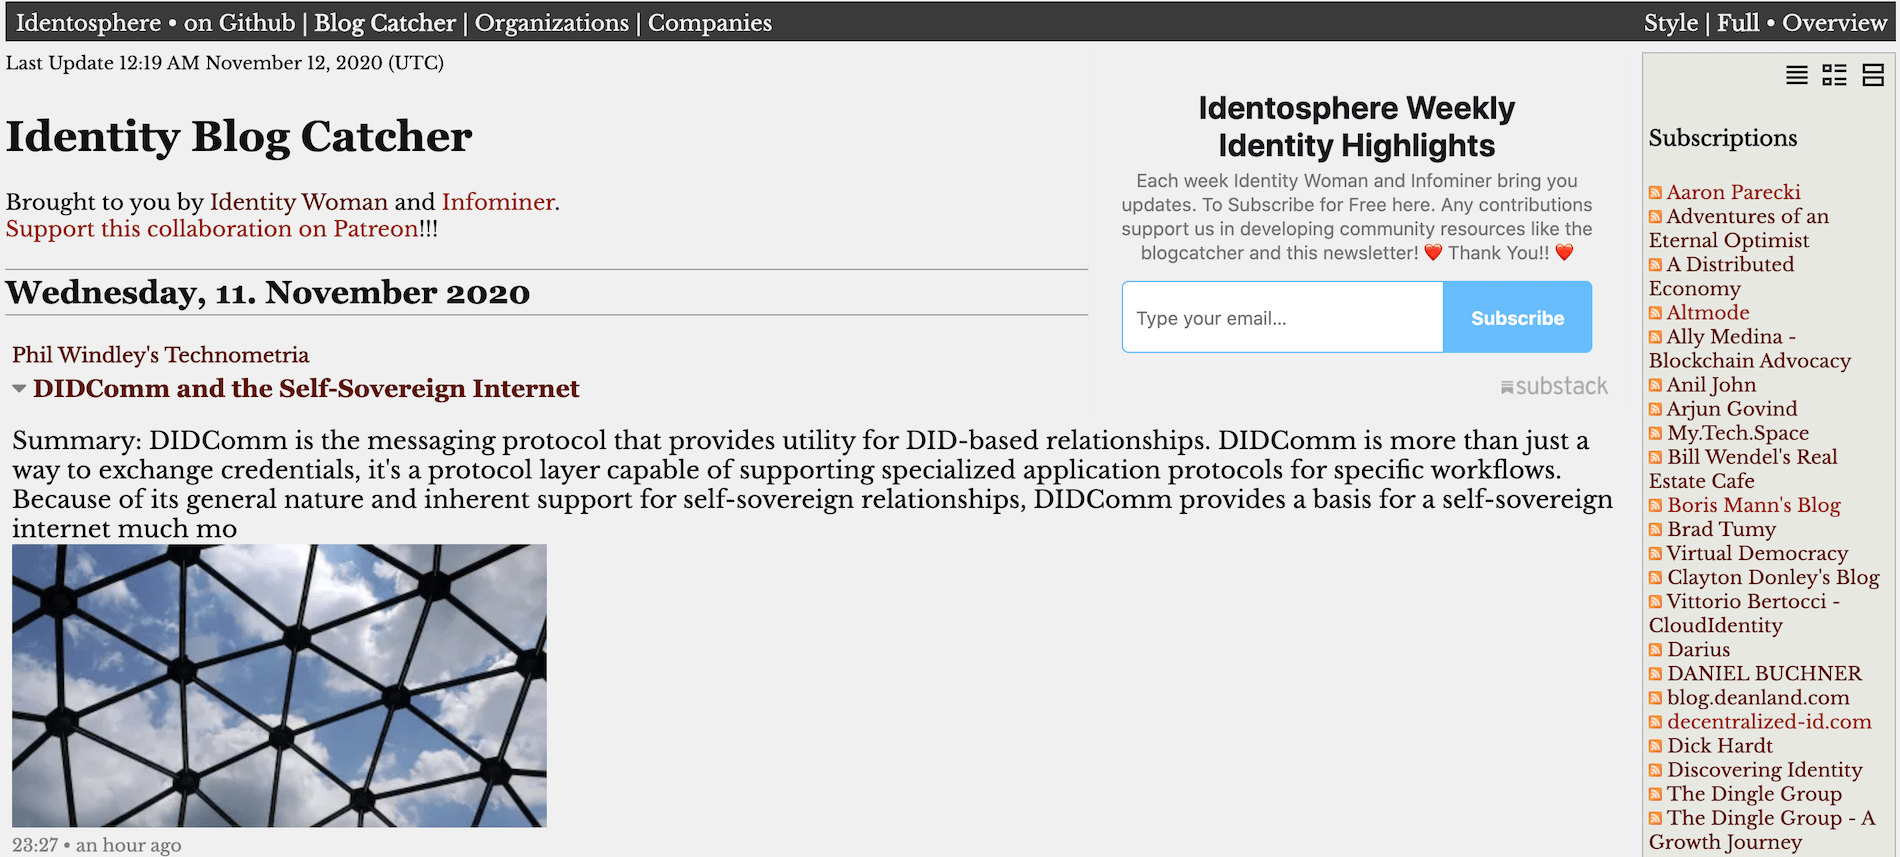 Identosphere • on Github | Blog Catcher | Organizations | Companies
Style | Full • Overview
Last Update 12:19 AM November 12, 2020 (UTC)
Identity Blog Catcher
Brought to you by Identity Woman and Infominer.
Support this collaboration on Patreon!!!
Wednesday, 11. November 2020
Phil Windley's Technometria
DIDComm and the Self-Sovereign Internet
Summary: DIDComm is the messaging protocol that provides utility for DID-based relationships. DIDComm is more than just a
way to exchange credentials, it's a protocol layer capable of supporting specialized application protocols for specific workflows.
Because of its general nature and inherent support for self-sovereign relationships, DIDComm provides a basis for a self-sovereign
internet much mo
23:27 • an hour ago
Identosphere Weekly
Identity Highlights
Each week Identity Woman and Infominer bring you
updates. To Subscribe for Free here. Any contributions
support us in developing community resources like the
blogcatcher and this newsletter! ❤️ Thank You!! ❤️
Type your email...
Subscribe
substack
Subscriptions
Aaron Parecki
Adventures of an
Eternal Optimist
A Distributed
Economy
Altmode
Ally Medina -
Blockchain Advocacy
Anil John
Arjun Govind
My.Tech.Space
Bill Wendel's Real
Estate Cafe
Boris Mann's Blog
Brad Tumy
Virtual Democracy
Clayton Donley's Blog
Vittorio Bertocci -
CloudIdentity
Darius
DANIEL BUCHNER
blog.deanland.com
decentralized-id.com
Dick Hardt
Discovering Identity
The Dingle Group
The Dingle Group - A
Growth Journey